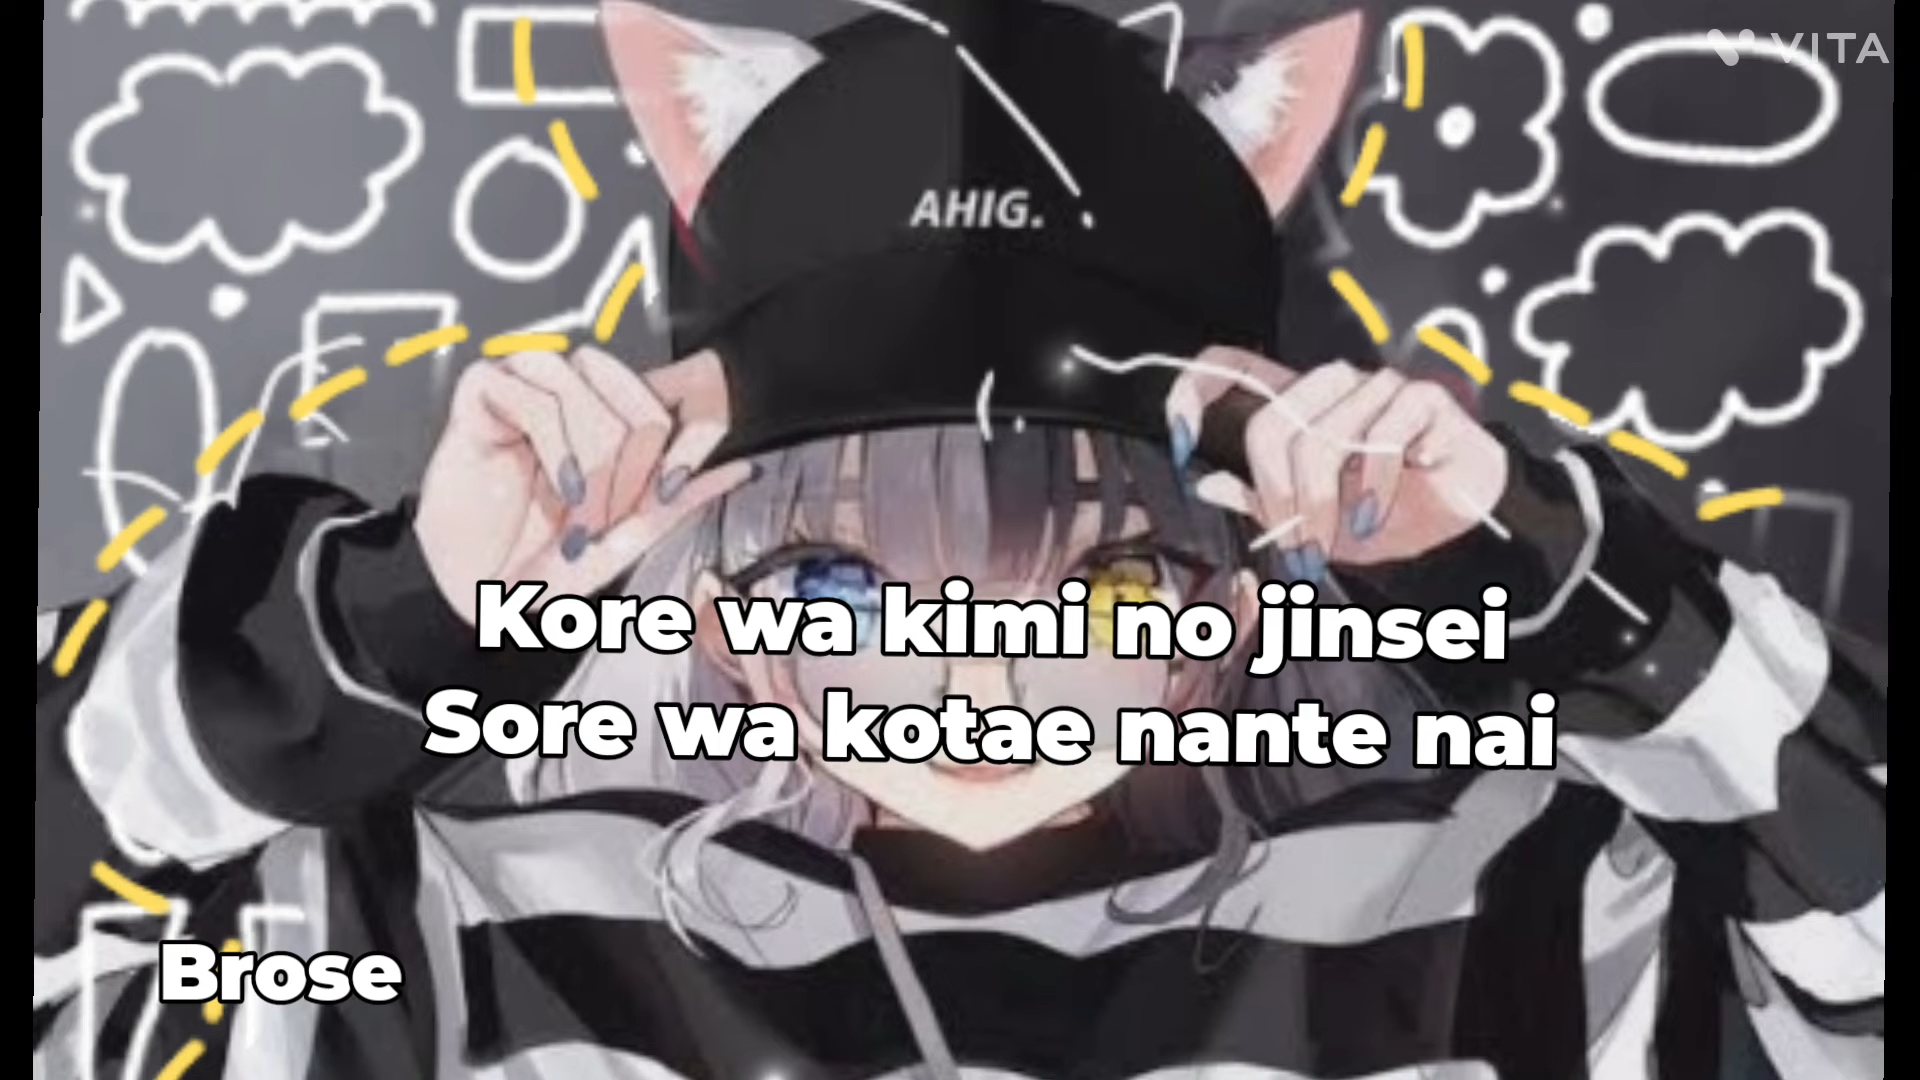 VITA
AHIG.
Kore wa kimi no jinsei
Sore wa kotae nante nai
Brose